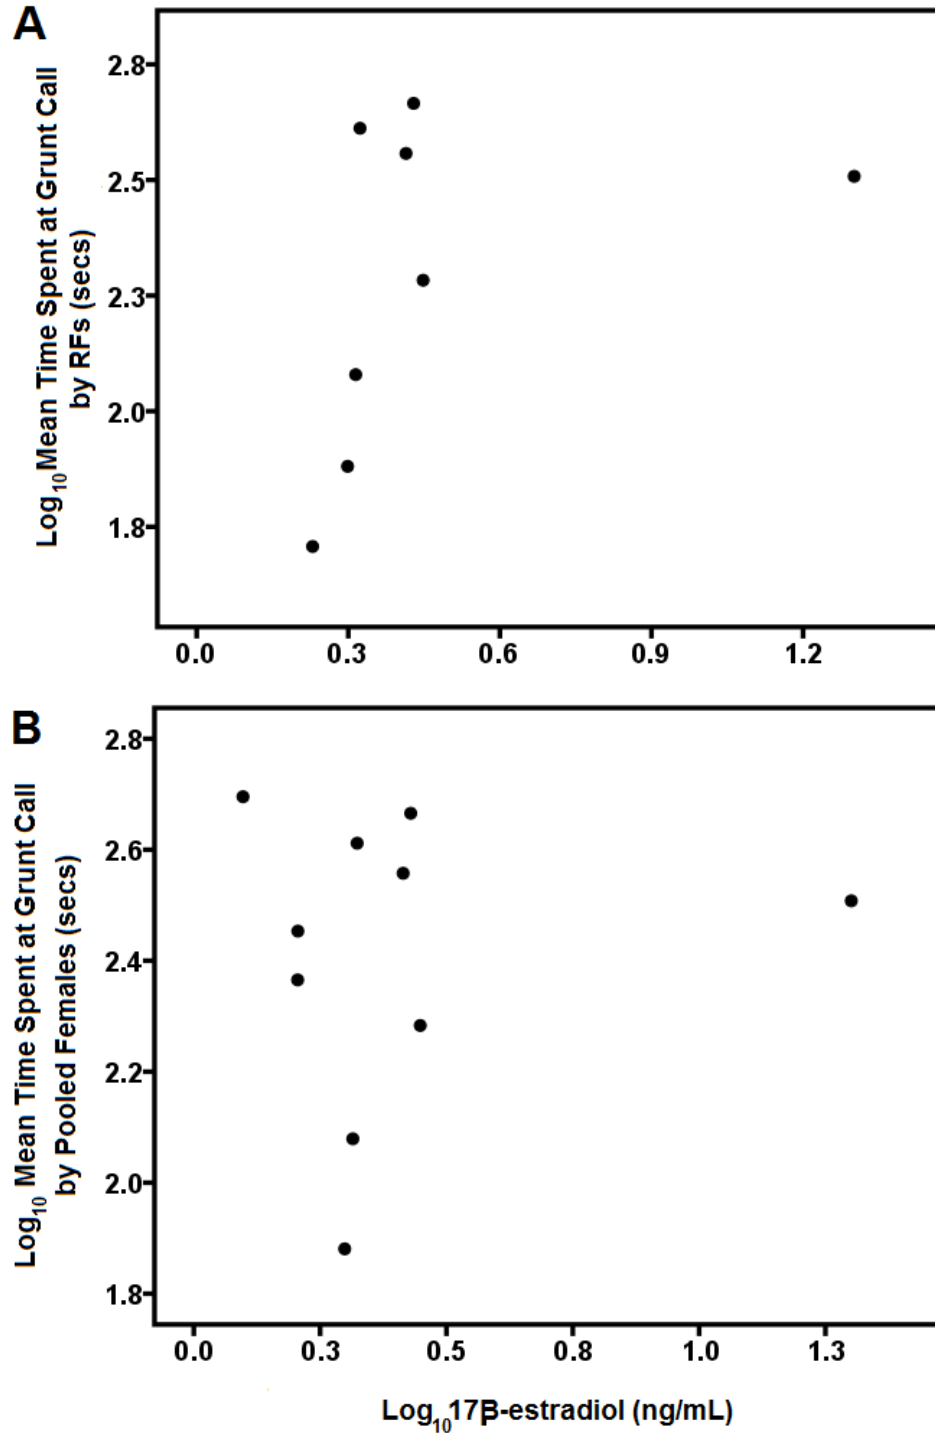 A
Log10 Mean Time Spent at Grunt Call
by RFs (secs)
2.8
2.5
2.3
2.0
1.8
0.0 0.3 0.6 0.9 1.2
B
Log10 Mean Time Spent at Grunt Call
by Pooled Females (secs)
2.8
2.6
2.4
2.2
2.0
1.8
0.0 0.3 0.5 0.8 1.0 1.3
Log10 17β-estradiol (ng/mL)